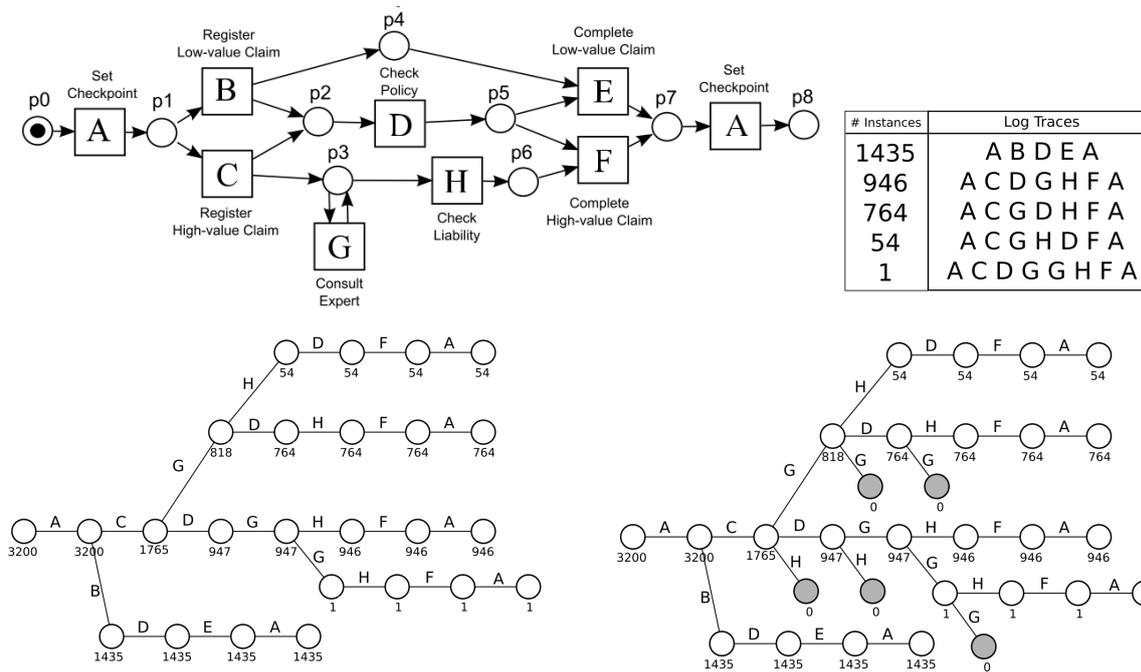 p4
Register
Low-value Claim
Complete
Low-value Claim
Set
Checkpoint
Check
Policy
Set
Checkpoint
p0
p1
B
p2
p5
E
p7
p8
A
D
A
C
p3
H
p6
F
Register
High-value Claim
G
Check
Liability
Complete
High-value Claim
Consult
Expert
# Instances Log Traces
1435 A B D E A
946 A C D G H F A
764 A C G D H F A
54 A C G H D F A
1 A C D G G H F A
D F A
54 54 54 54
H
D H F A
818 764 764 764 764
G
A C D G H F A
3200 3200 1765 947 947 946 946 946
G
H F A
1 1 1 1
B
D E A
1435 1435 1435 1435
D F A
54 54 54 54
H
D H F A
818 764 764 764 764
G G G
0 0
A C D G H F A
3200 3200 1765 947 947 946 946 946
H H G
0 0
H F A
1 1 1
B
G
D E A
1435 1435 1435 1435
0